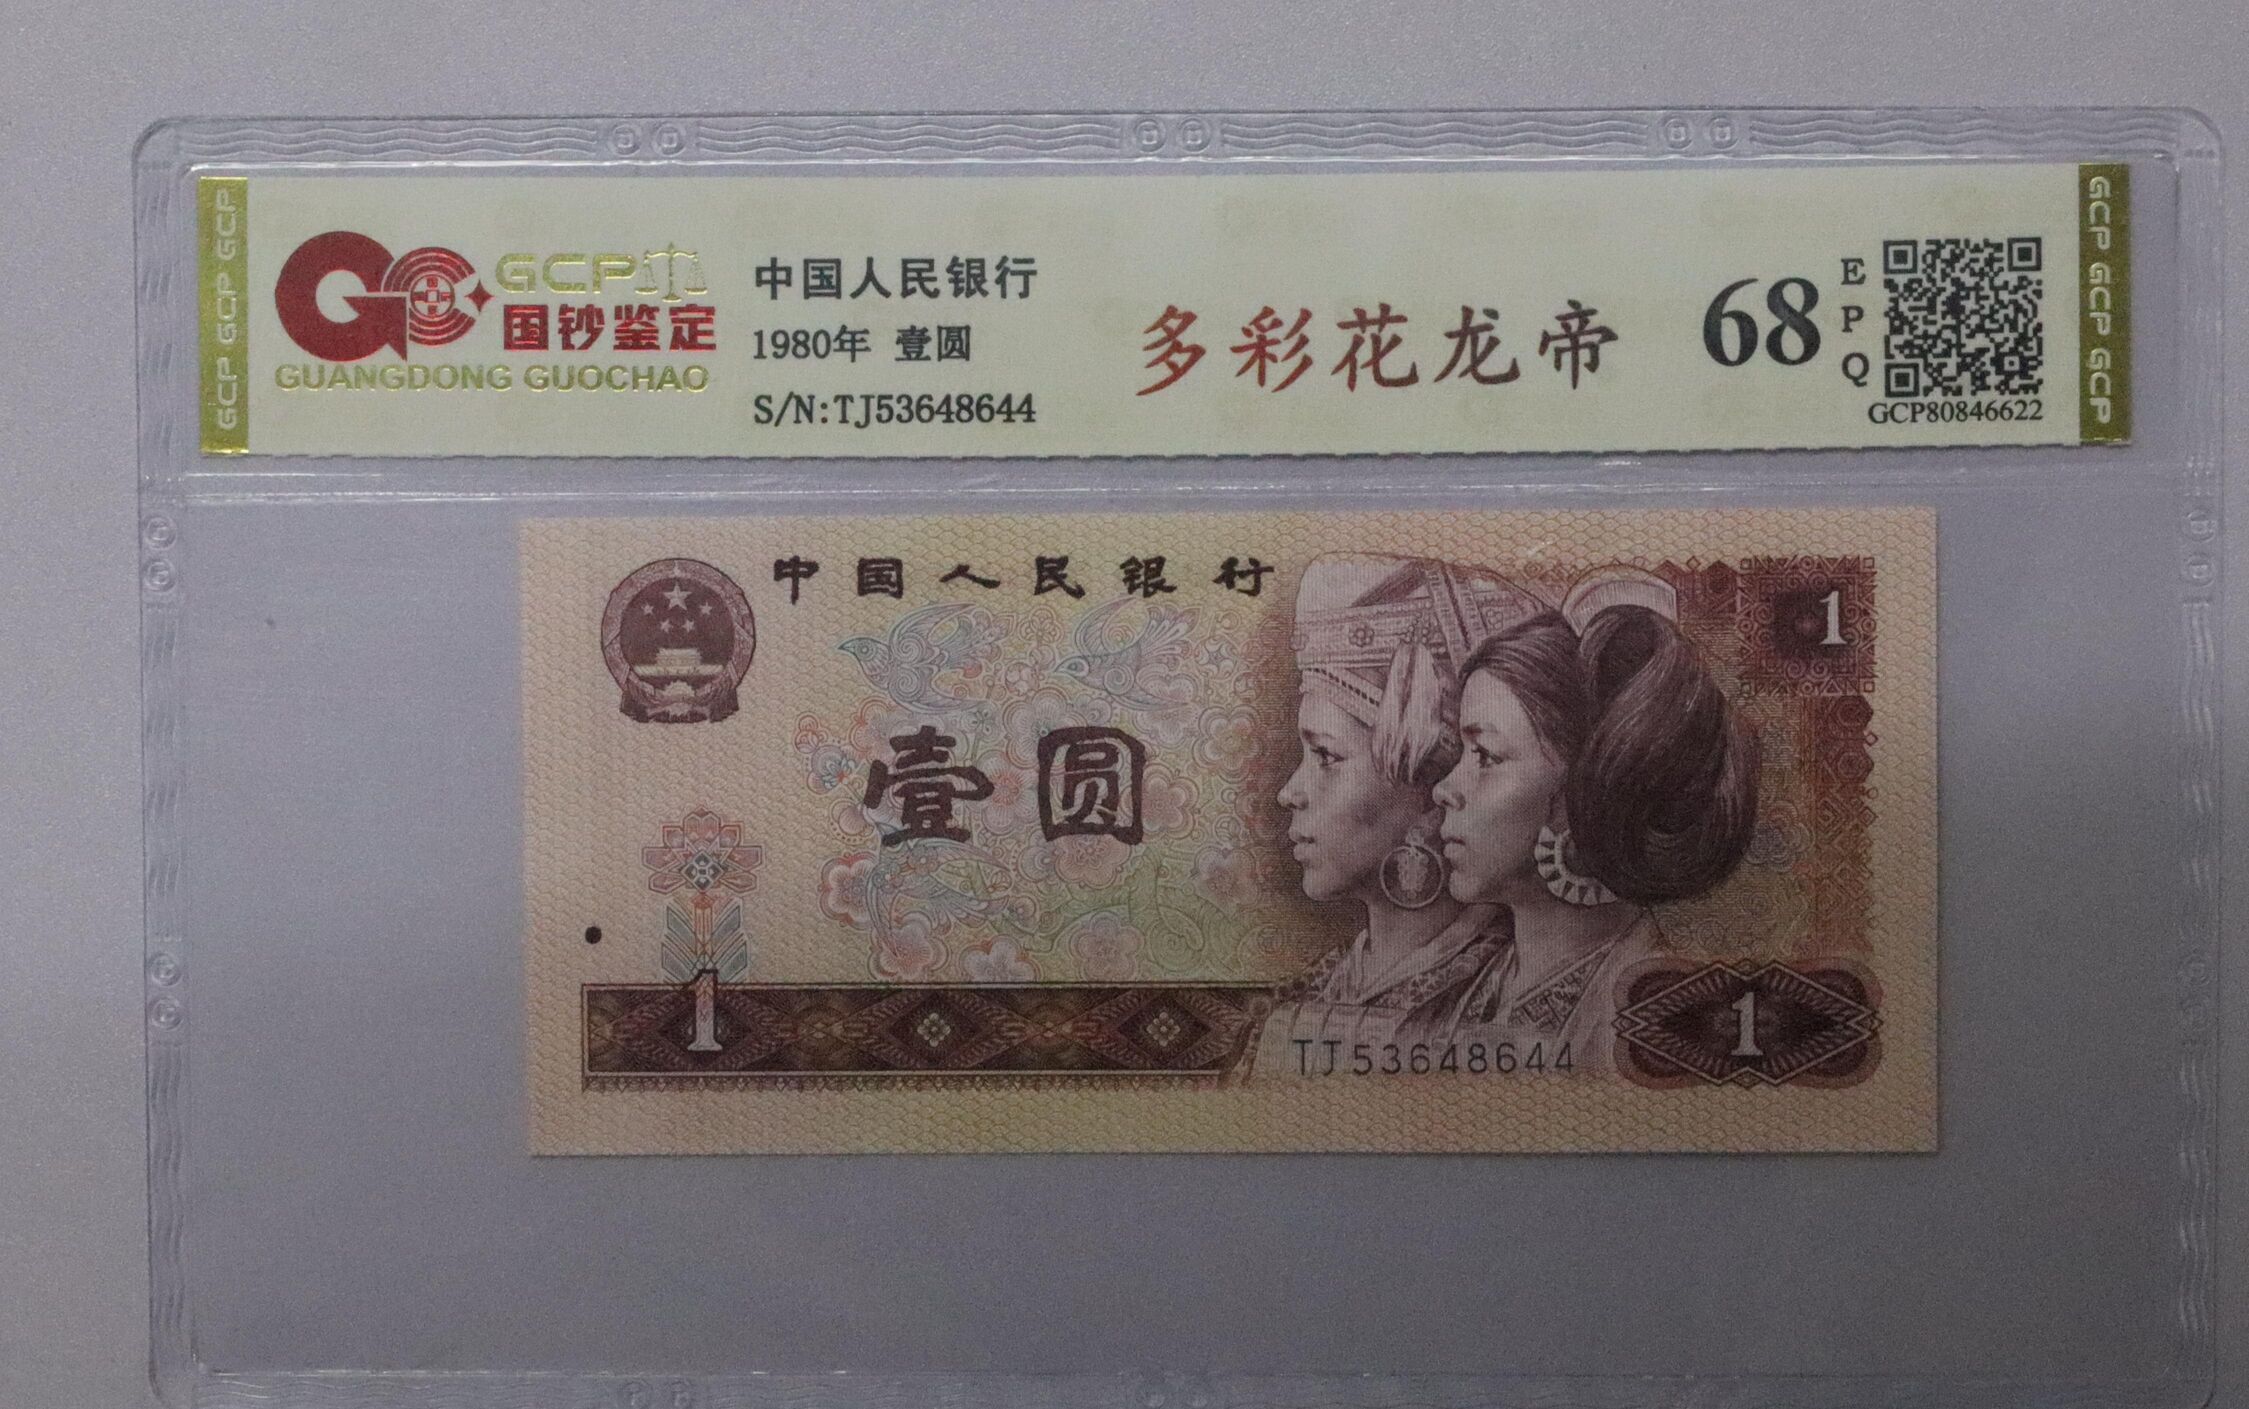 GCP GCP GCP
GCP
国钞鉴定
GUANGDONG GUOCHAO
中国人民银行
1980年 壹圆
S/N:TJ53648644
多彩花龙帝
68
E
P
Q
GCP80846622
GCP GCP GCP
中国人民银行
1
壹圆
1
TJ53648644
1